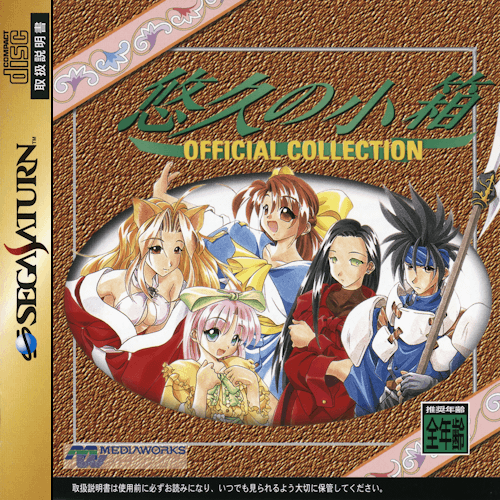 COMPACT
disc
取扱説明書
SEGA SATURN™
悠久の小箱
OFFICIAL COLLECTION
推奨年齢
全年齢
MEDIAWORKS
取扱説明書は使用前に必ずお読みになり、いつでも見られるよう大切に保管してください。